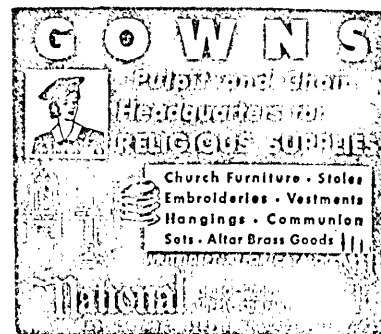 GOWNS
Pulpit and Choir
Headquarters for
RELIGIOUS SUPPLIES
Church Furniture • Stoles
Embroideries • Vestments
Hangings • Communion
Sets • Altar Brass Goods
National